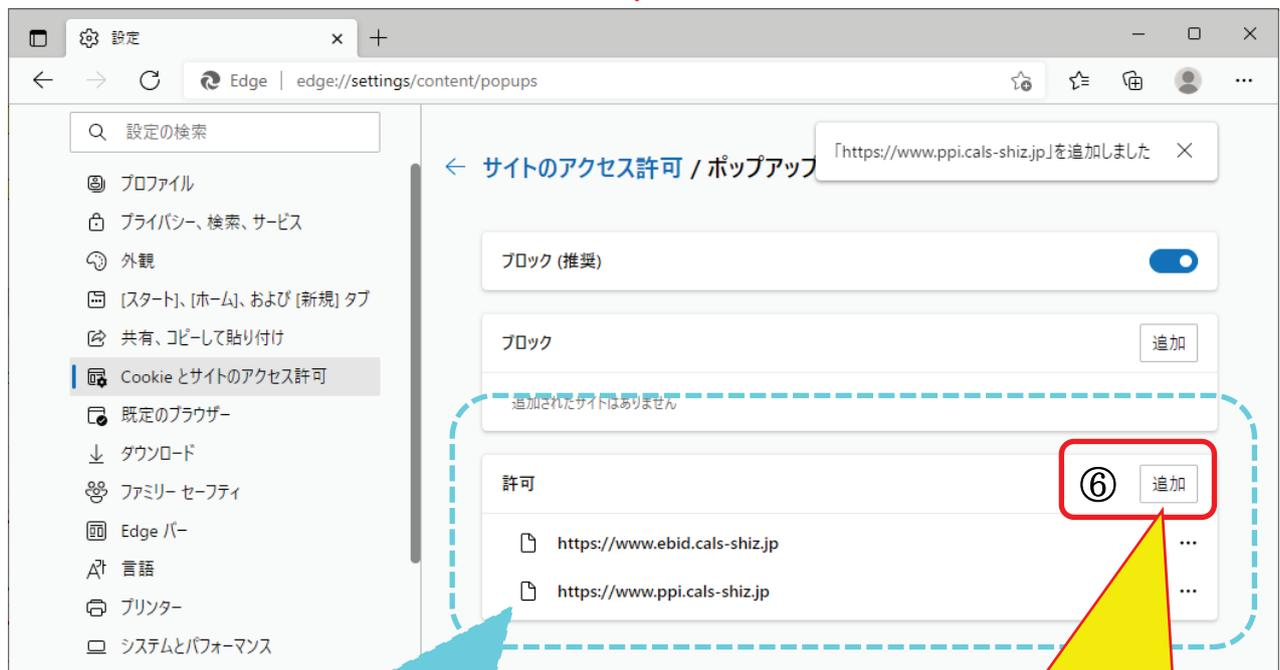 設定
Edge edge://settings/content/popups
設定の検索
プロファイル
プライバシー、検索、サービス
外観
[スタート]、[ホーム]、および [新規] タブ
共有、コピーして貼り付け
Cookie とサイトのアクセス許可
既定のブラウザー
ダウンロード
ファミリー セーフティ
Edge バー
言語
プリンター
システムとパフォーマンス
サイトのアクセス許可 / ポップアップ
「https://www.ppi.cals-shiz.jp」を追加しました
ブロック (推奨)
ブロック 追加
追加されたサイトはありません
許可 ⑥ 追加
https://www.ebid.cals-shiz.jp
https://www.ppi.cals-shiz.jp